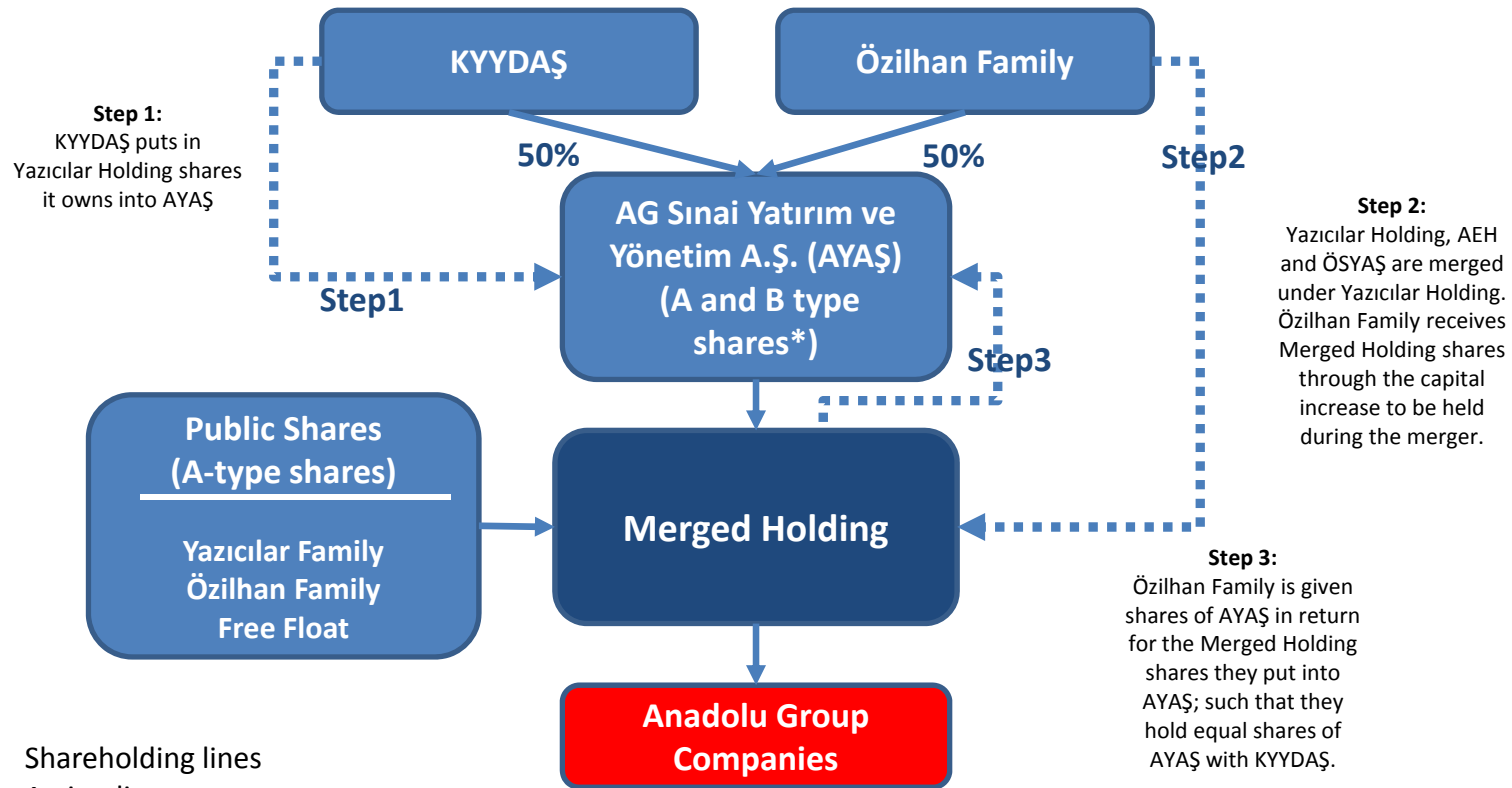 KYYDAŞ
Özilhan Family
Step 1:
KYYDAŞ puts in
Yazıcılar Holding shares
it owns into AYAŞ
50%
50%
Step2
AG Sınai Yatırım ve
Yönetim A.Ş. (AYAŞ)
(A and B type
shares*)
Step1
Step3
Step 2:
Yazıcılar Holding, AEH
and ÖSYAŞ are merged
under Yazıcılar Holding.
Özilhan Family receives
Merged Holding shares
through the capital
increase to be held
during the merger.
Public Shares
(A-type shares)
Yazıcılar Family
Özilhan Family
Free Float
Merged Holding
Step 3:
Özilhan Family is given
shares of AYAŞ in return
for the Merged Holding
shares they put into
AYAŞ; such that they
hold equal shares of
AYAŞ with KYYDAŞ.
Anadolu Group
Companies
Shareholding lines